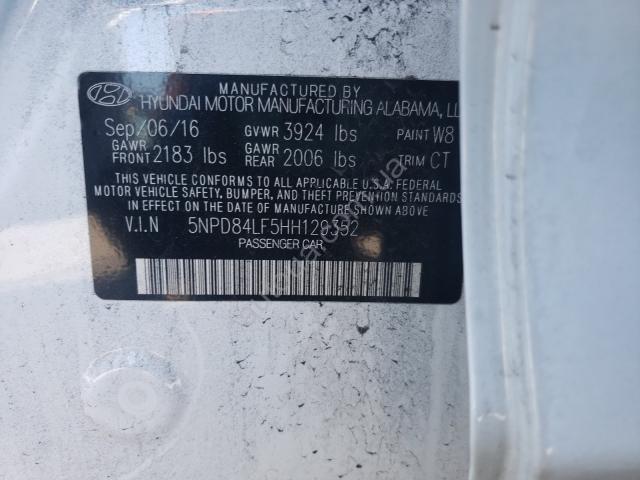 MANUFACTURED BY
HYUNDAI MOTOR MANUFACTURING ALABAMA, LL
Sep/06/16 GVWR 3924 lbs PAINT W8
GAWR FRONT 2183 lbs GAWR REAR 2006 lbs TRIM CT
THIS VEHICLE CONFORMS TO ALL APPLICABLE U.S.A. FEDERAL
MOTOR VEHICLE SAFETY, BUMPER, AND THEFT PREVENTION STANDARDS
IN EFFECT ON THE DATE OF MANUFACTURE SHOWN ABOVE.
V.I.N 5NPD84LF5HH129392
PASSENGER CAR